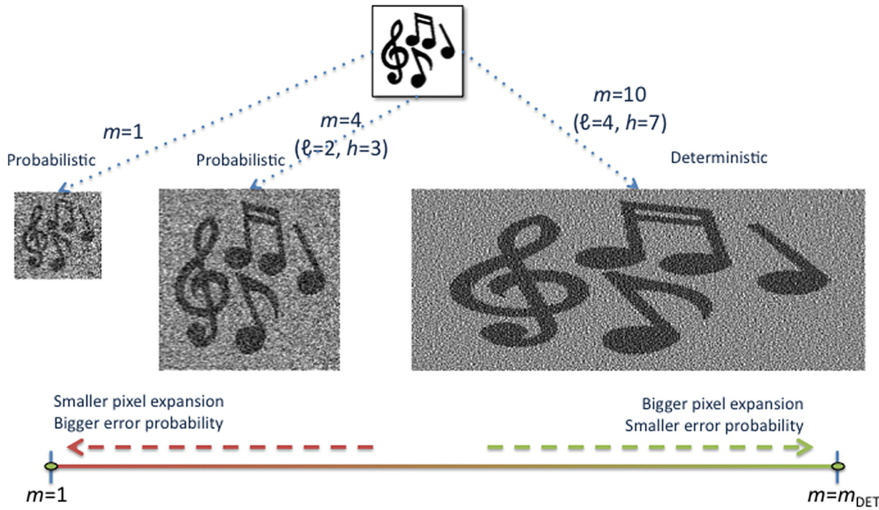 m=1
m=4
(ℓ=2, h=3)
m=10
(ℓ=4, h=7)
Probabilistic
Probabilistic
Deterministic
Smaller pixel expansion
Bigger error probability
Bigger pixel expansion
Smaller error probability
m=1
m=mDET